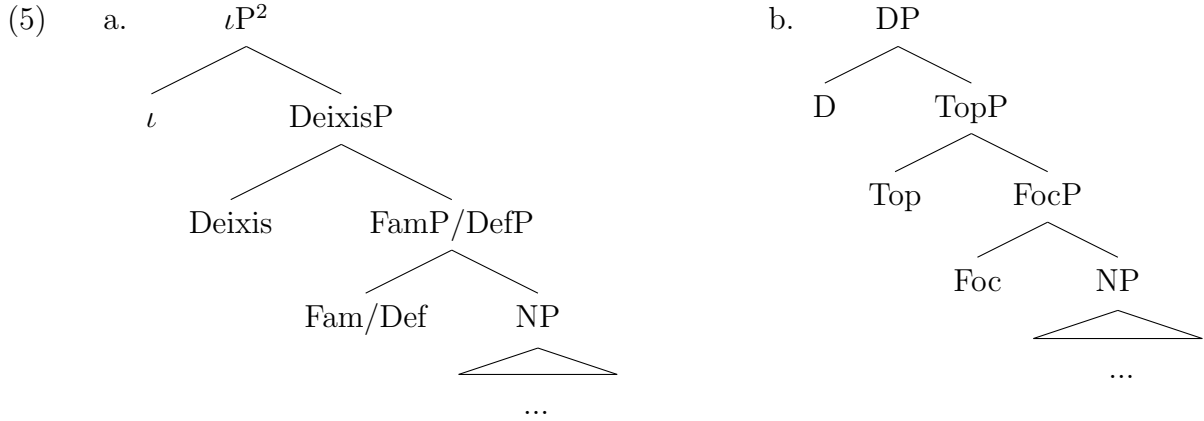 (5) a. ιP² b. DP
ι DeixisP D TopP
Deixis FamP/DefP Top FocP
Fam/Def NP Foc NP
... ...